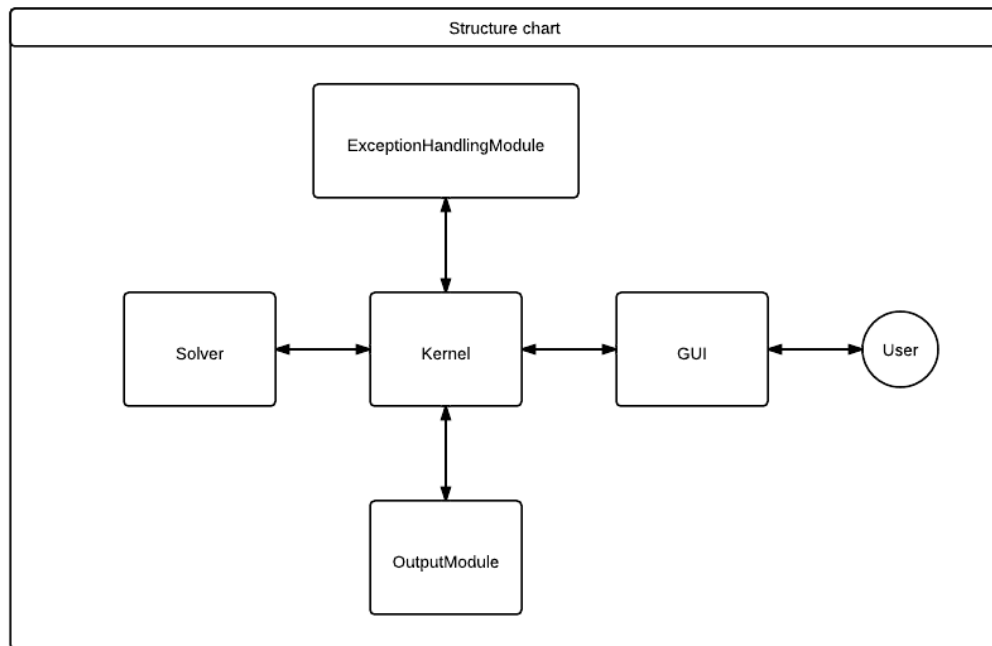 Structure chart
ExceptionHandlingModule
Solver
Kernel
GUI
User
OutputModule